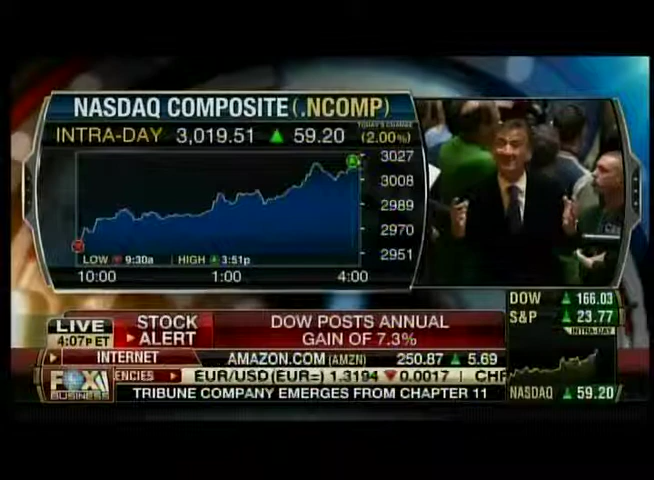 NASDAQ COMPOSITE (.NCOMP)
INTRA-DAY 3,019.51 ▲ 59.20 TODAY'S CHANGE (2.00%)
3027
3008
2989
2970
2951
LOW ▼ 9:30a | HIGH ▲ 3:51p
10:00 1:00 4:00
DOW ▲ 166.03
S&P ▲ 23.77
INTRA-DAY
NASDAQ ▲ 59.20
LIVE
4:07P ET
STOCK
ALERT
DOW POSTS ANNUAL
GAIN OF 7.3%
INTERNET AMAZON.COM (AMZN) 250.87 ▲ 5.69
ENCIES EUR/USD (EUR=) 1.3194 ▼ 0.0017 | CHF
FOX
BUSINESS
TRIBUNE COMPANY EMERGES FROM CHAPTER 11